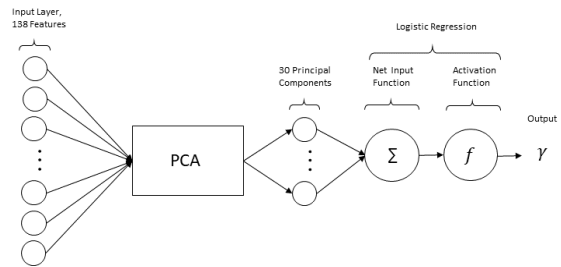 Input Layer,
138 Features
PCA
30 Principal
Components
Logistic Regression
Net Input
Function
Activation
Function
Σ
f
Output
γ